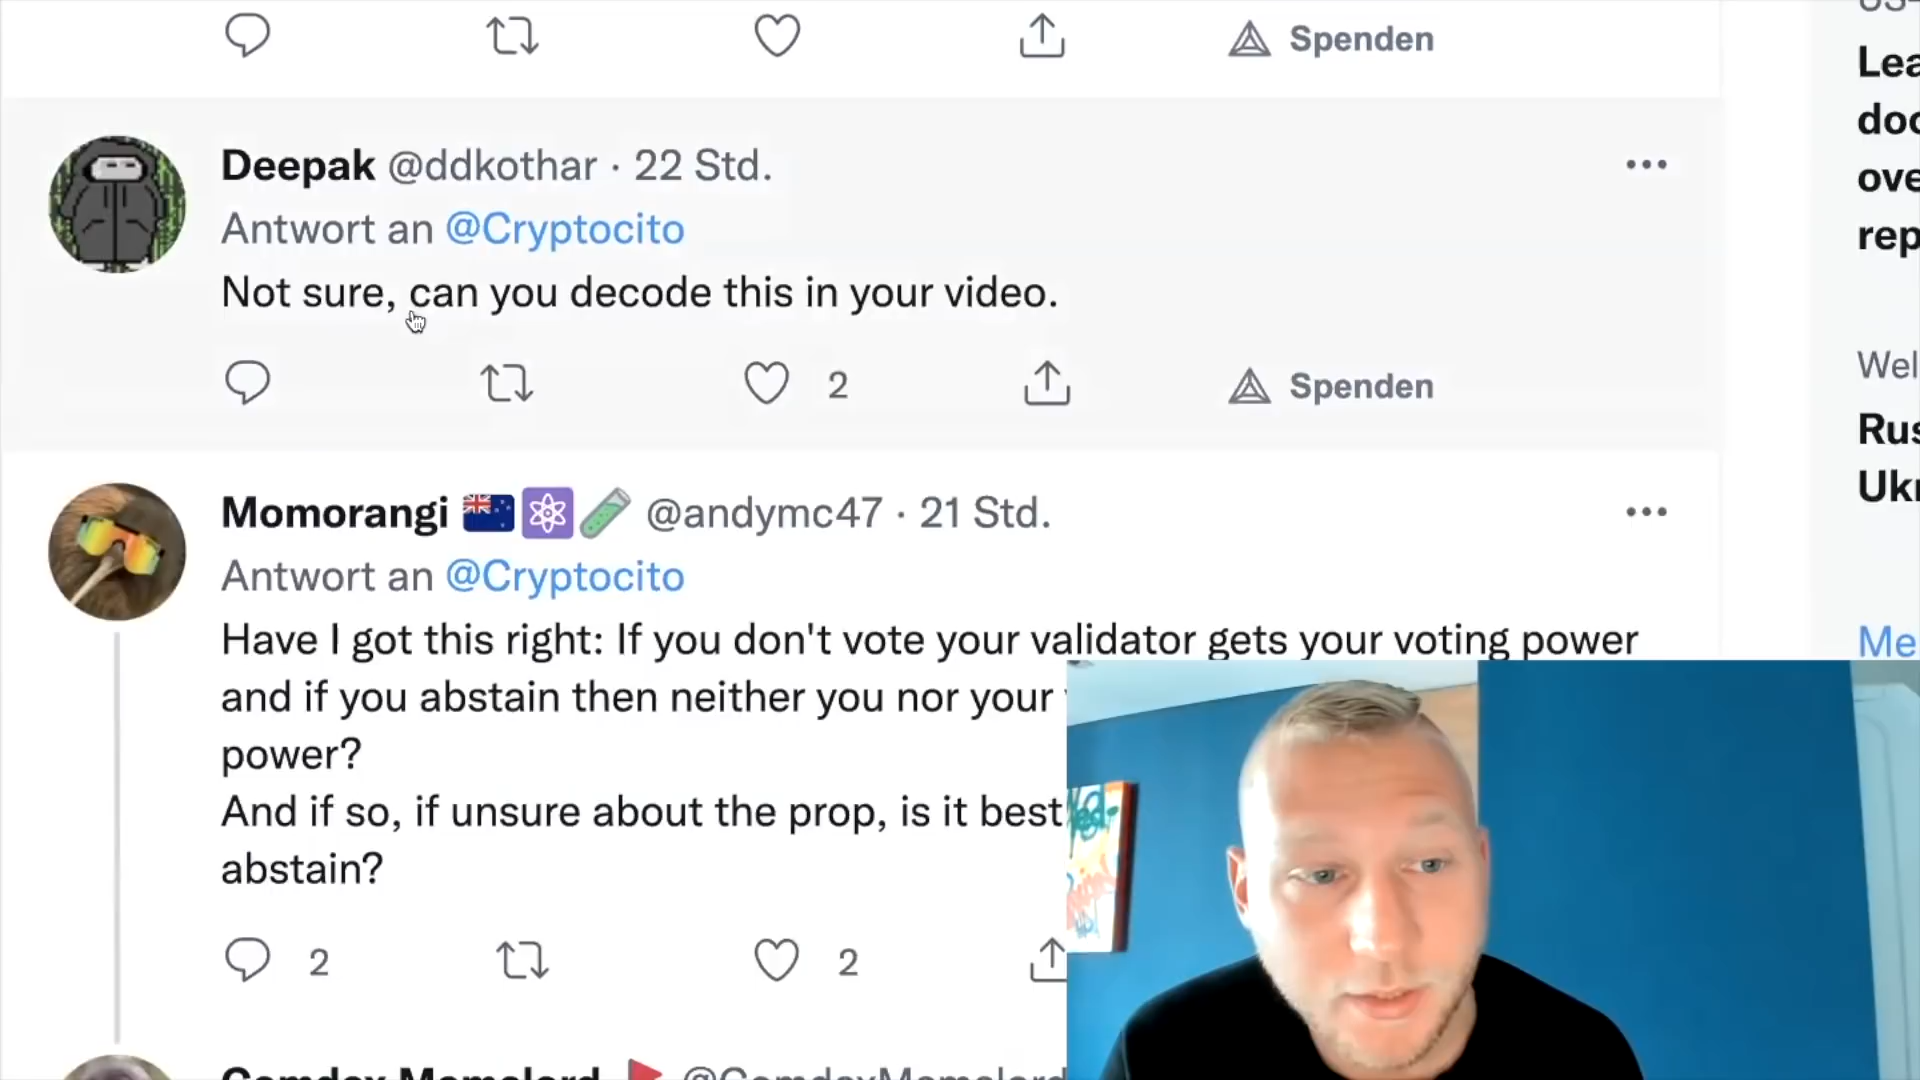 Spenden
Deepak @ddkothar · 22 Std.
Antwort an @Cryptocito
Not sure, can you decode this in your video.
2
Spenden
Momorangi @andymc47 · 21 Std.
Antwort an @Cryptocito
Have I got this right: If you don't vote your validator gets your voting power
and if you abstain then neither you nor your
power?
And if so, if unsure about the prop, is it best
abstain?
2
2
Lea
doc
ove
rep
Wel
Rus
Ukr
Me